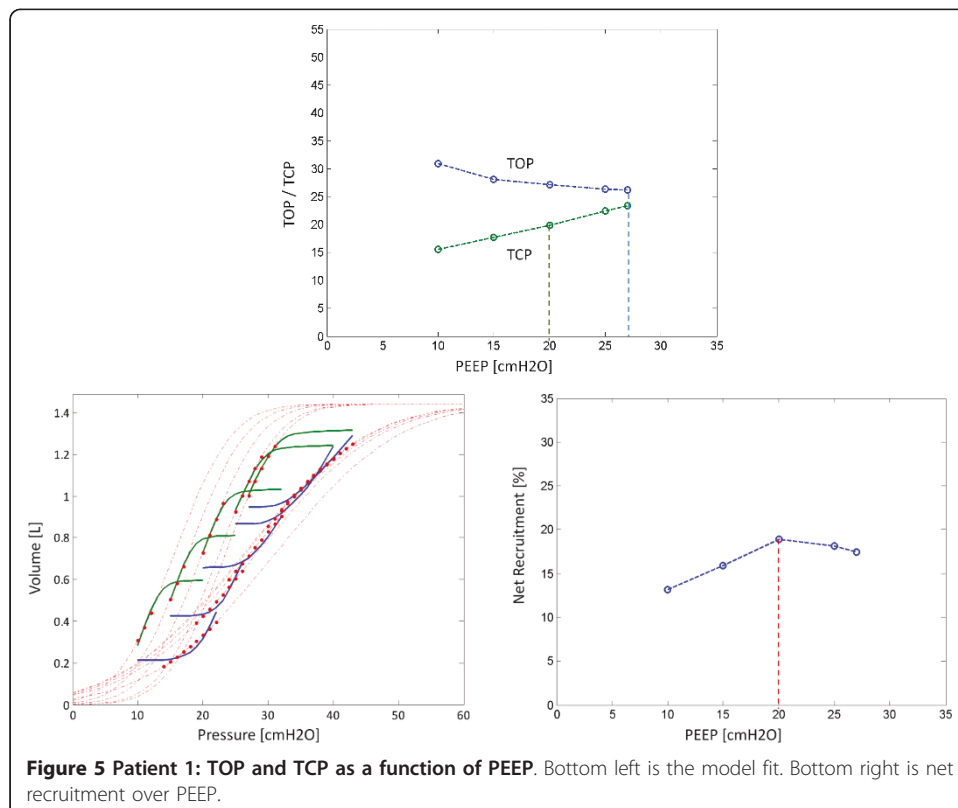 55
50
45
40
35
30
25
20
15
10
5
0
TOP / TCP
TOP
TCP
0 5 10 15 20 25 30 35
PEEP [cmH2O]
1.4
1.2
1
0.8
0.6
0.4
0.2
0
Volume [L]
0 10 20 30 40 50 60
Pressure [cmH2O]
35
30
25
20
15
10
5
0
Net Recruitment [%]
0 5 10 15 20 25 30 35
PEEP [cmH2O]
Figure 5 Patient 1: TOP and TCP as a function of PEEP. Bottom left is the model fit. Bottom right is net
recruitment over PEEP.